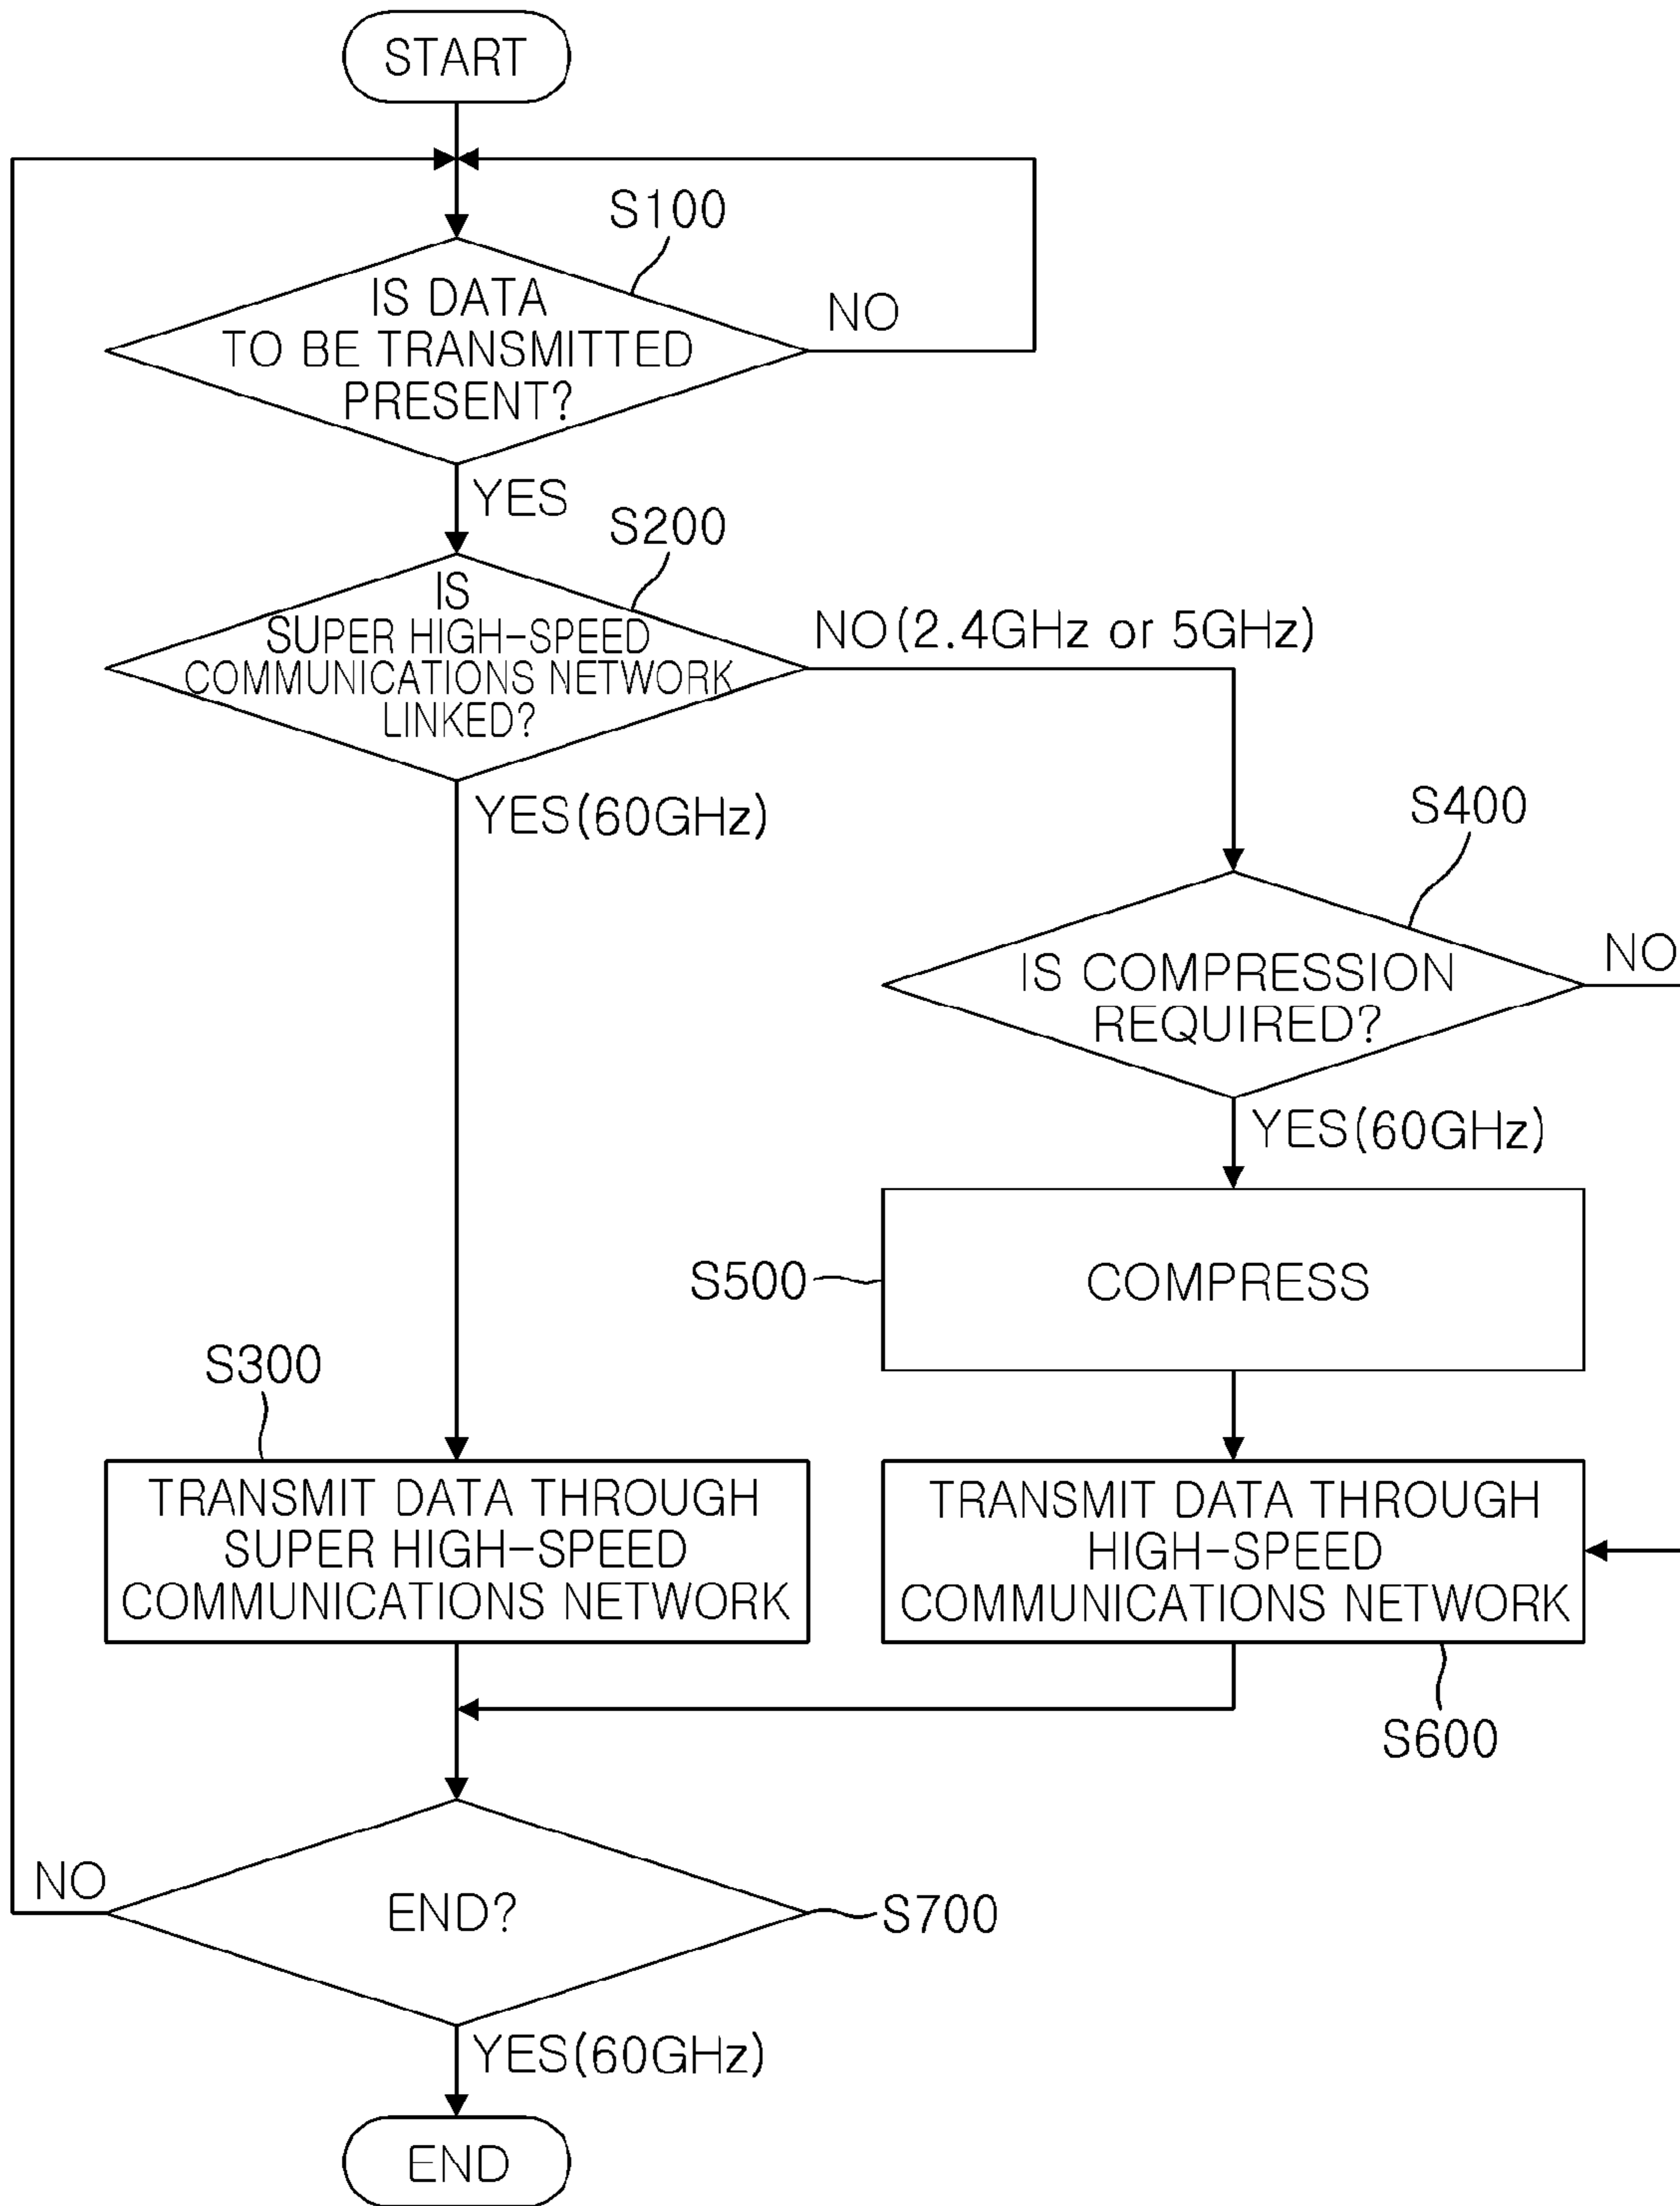 START
S100
IS DATA
TO BE TRANSMITTED
PRESENT?
NO
YES
S200
IS
SUPER HIGH-SPEED
COMMUNICATIONS NETWORK
LINKED?
NO(2.4GHz or 5GHz)
YES(60GHz)
S400
IS COMPRESSION
REQUIRED?
NO
YES(60GHz)
S500
COMPRESS
S300
TRANSMIT DATA THROUGH
SUPER HIGH-SPEED
COMMUNICATIONS NETWORK
TRANSMIT DATA THROUGH
HIGH-SPEED
COMMUNICATIONS NETWORK
S600
NO
END?
S700
YES(60GHz)
END